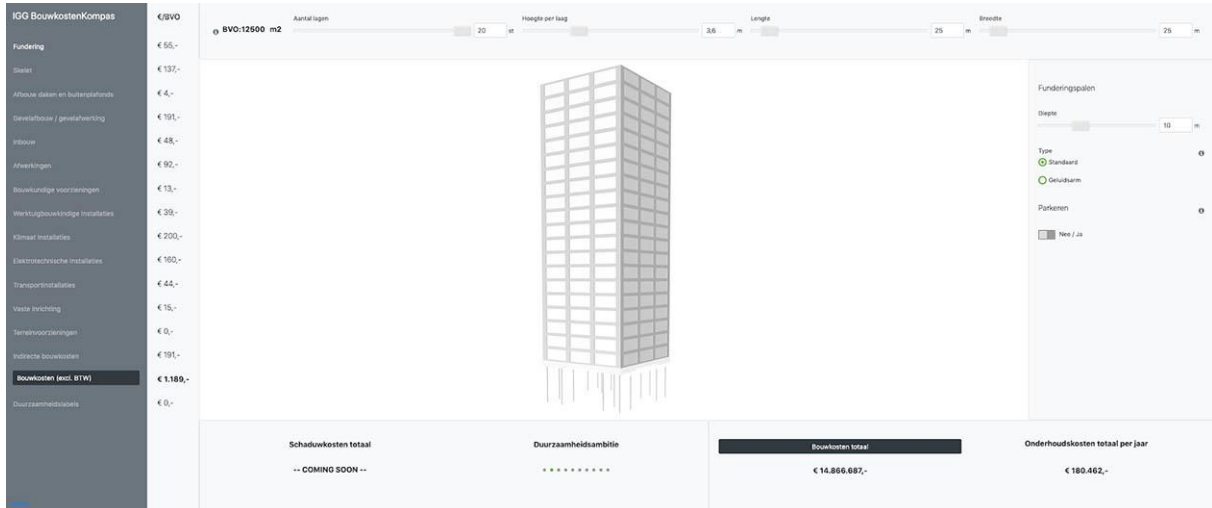 IGG BouwkostenKompas €/BVO
BVO:12500 m2
Aantal lagen
20 st
Hoogte per laag
3,6 m
Lengte
25 m
Breedte
25 m
Fundering € 55,-
Skelet € 137,-
Afbouw daken en buitenplafonds € 4,-
Gevelafbouw / gevelafwerking € 191,-
Inbouw € 48,-
Afwerkingen € 92,-
Bouwkundige voorzieningen € 13,-
Werktuigbouwkindige Installaties € 39,-
Klimaat Installaties € 200,-
Elektrotechnische Installaties € 160,-
Transportinstallaties € 44,-
Vaste Inrichting € 15,-
Terreinvoorzieningen € 0,-
Indirecte bouwkosten € 191,-
Bouwkosten (excl. BTW) € 1.189,-
Duurzaamheidslabels € 0,-
Funderingspalen
Diepte
10 m
Type
Standaard
Geluidsarm
Parkeren
Nee / Ja
Schaduwkosten totaal
-- COMING SOON --
Duurzaamheidsambitie
Bouwkosten totaal
€ 14.866.687,-
Onderhoudskosten totaal per jaar
€ 180.462,-